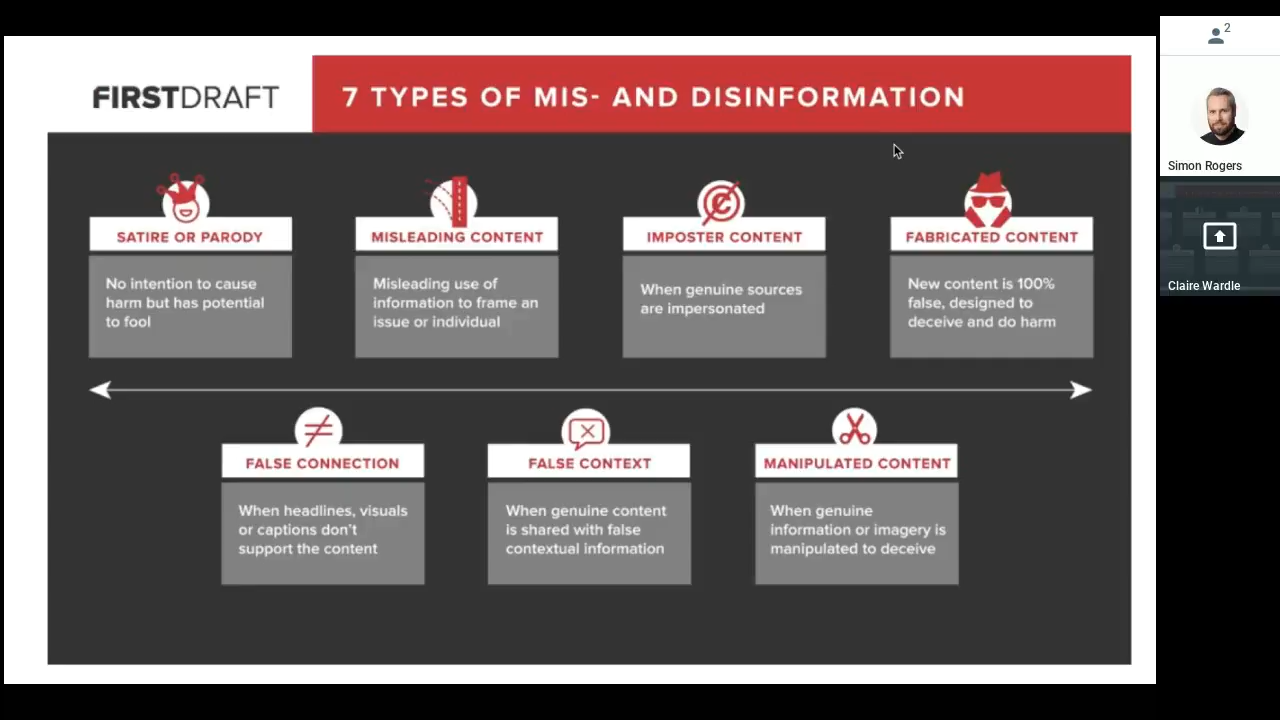 FIRSTDRAFT
7 TYPES OF MIS- AND DISINFORMATION
SATIRE OR PARODY
No intention to cause
harm but has potential
to fool
MISLEADING CONTENT
Misleading use of
information to frame an
issue or individual
IMPOSTER CONTENT
When genuine sources
are impersonated
FABRICATED CONTENT
New content is 100%
false, designed to
deceive and do harm
FALSE CONNECTION
When headlines, visuals
or captions don't
support the content
FALSE CONTEXT
When genuine content
is shared with false
contextual information
MANIPULATED CONTENT
When genuine
information or imagery is
manipulated to deceive
2
Simon Rogers
Claire Wardle